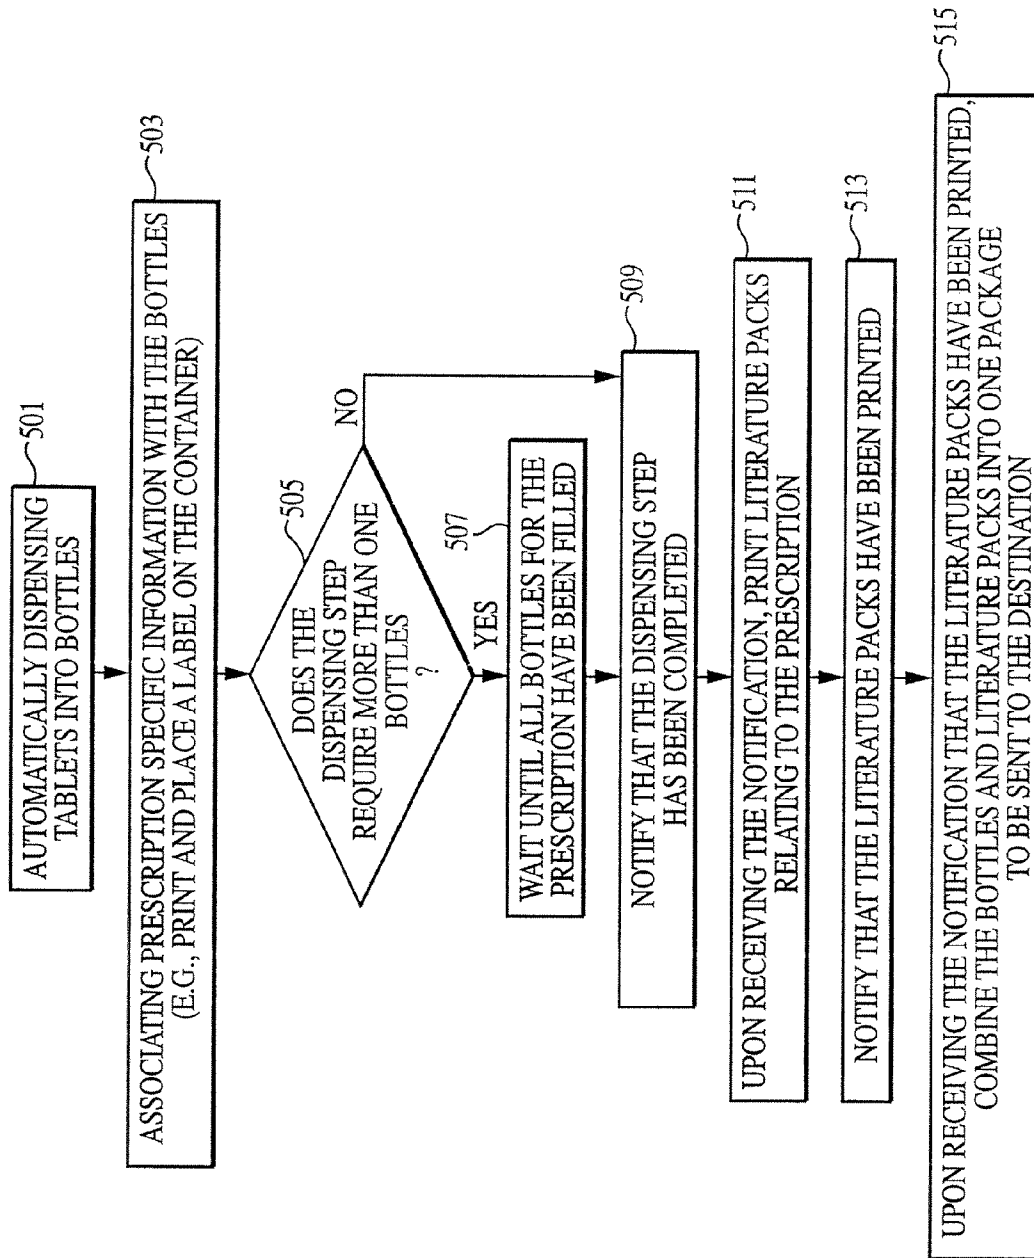 AUTOMATICALLY DISPENSING
TABLETS INTO BOTTLES
501
ASSOCIATING PRESCRIPTION SPECIFIC INFORMATION WITH THE BOTTLES
(E.G., PRINT AND PLACE A LABEL ON THE CONTAINER)
503
DOES THE
DISPENSING STEP
REQUIRE MORE THAN ONE
BOTTLES
?
505
NO
YES
507
WAIT UNTIL ALL BOTTLES FOR THE
PRESCRIPTION HAVE BEEN FILLED
NOTIFY THAT THE DISPENSING STEP
HAS BEEN COMPLETED
509
UPON RECEIVING THE NOTIFICATION, PRINT LITERATURE PACKS
RELATING TO THE PRESCRIPTION
511
NOTIFY THAT THE LITERATURE PACKS HAVE BEEN PRINTED
513
UPON RECEIVING THE NOTIFICATION THAT THE LITERATURE PACKS HAVE BEEN PRINTED,
COMBINE THE BOTTLES AND LITERATURE PACKS INTO ONE PACKAGE
TO BE SENT TO THE DESTINATION
515